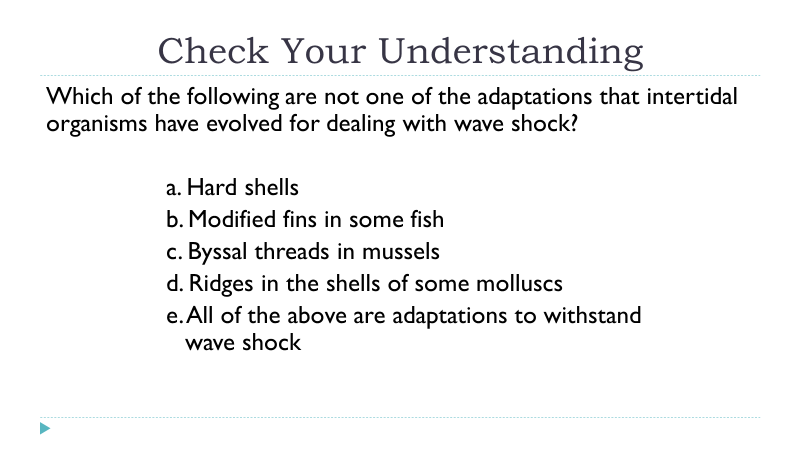 Check Your Understanding
Which of the following are not one of the adaptations that intertidal
organisms have evolved for dealing with wave shock?
a. Hard shells
b. Modified fins in some fish
c. Byssal threads in mussels
d. Ridges in the shells of some molluscs
e. All of the above are adaptations to withstand
wave shock